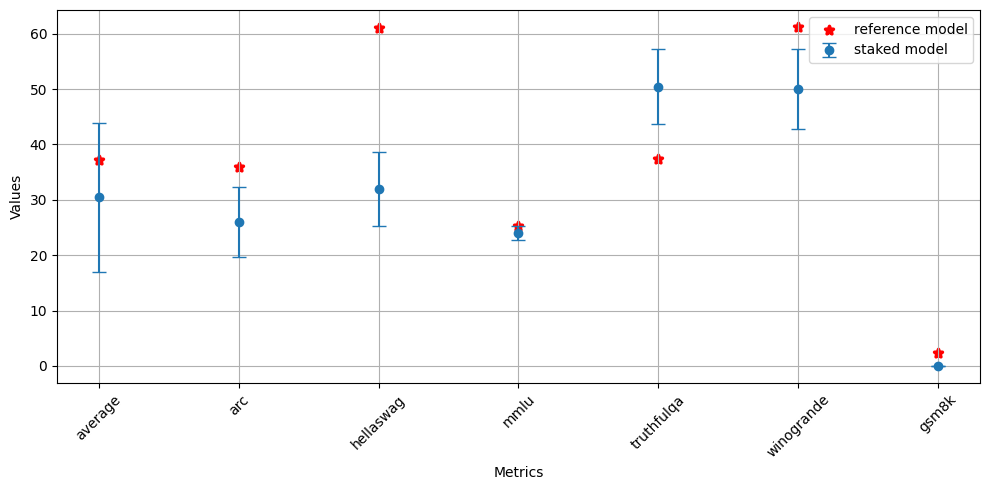 reference model
staked model
60
50
40
30
20
10
0
Values
average
arc
hellaswag
mmlu
truthfulqa
winogrande
gsm8k
Metrics